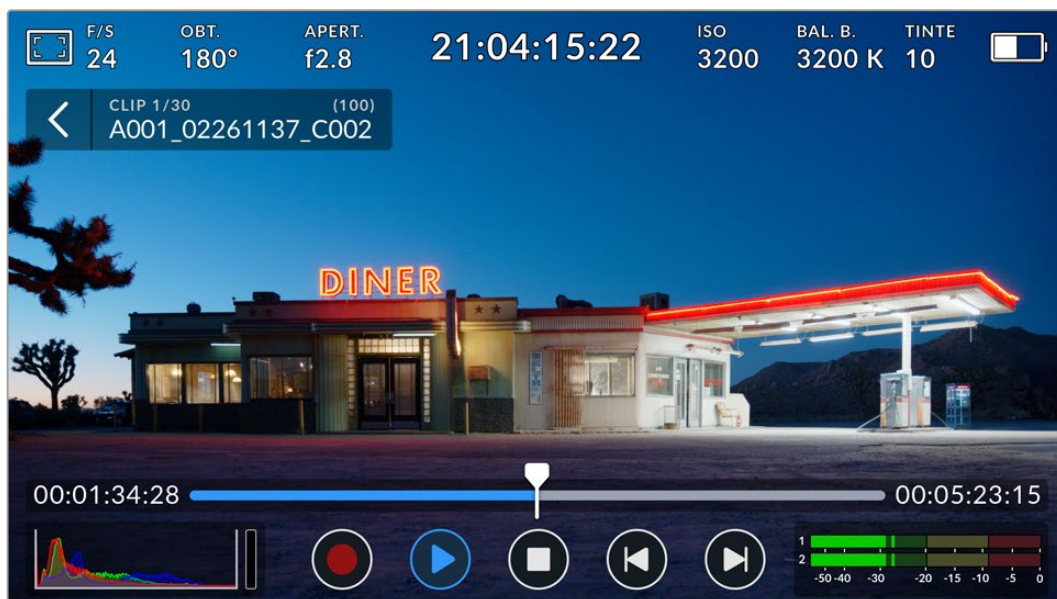 F/S OBT. APERT. 21:04:15:22 ISO BAL. B. TINTE
24 180° f2.8 3200 3200 K 10
CLIP 1/30 (100)
A001_02261137_C002
DINER
00:01:34:28 00:05:23:15
1
2
-50 -40 -30 -20 -15 -10 -5 0